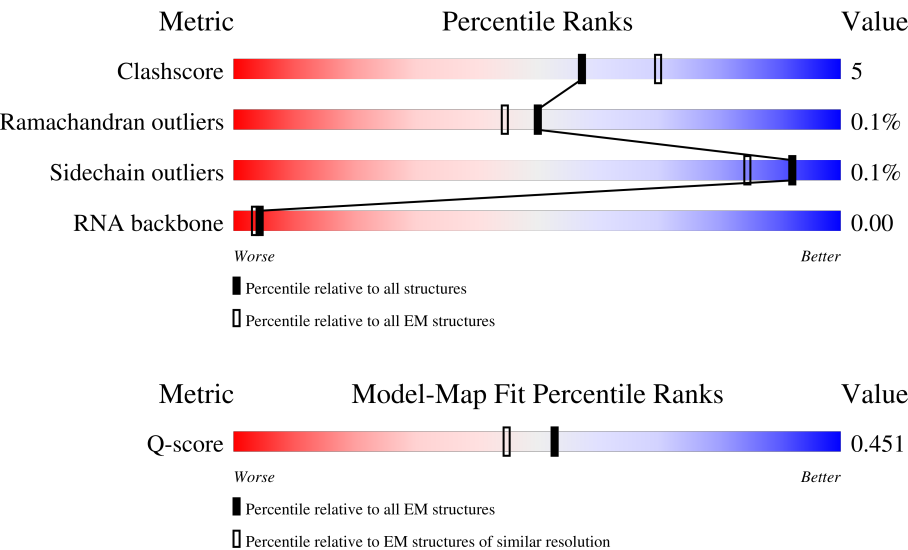 Metric Percentile Ranks Value
Clashscore 5
Ramachandran outliers 0.1%
Sidechain outliers 0.1%
RNA backbone 0.00
Worse Better
Percentile relative to all structures
Percentile relative to all EM structures
Metric Model-Map Fit Percentile Ranks Value
Q-score 0.451
Worse Better
Percentile relative to all EM structures
Percentile relative to EM structures of similar resolution